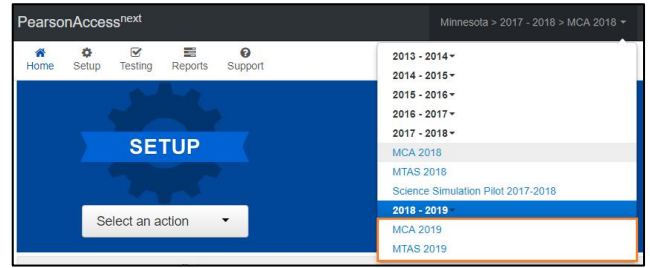 PearsonAccessnext
Minnesota > 2017 - 2018 > MCA 2018
Home
Setup
Testing
Reports
Support
SETUP
Select an action
2013 - 2014
2014 - 2015
2015 - 2016
2016 - 2017
2017 - 2018
MCA 2018
MTAS 2018
Science Simulation Pilot 2017-2018
2018 - 2019
MCA 2019
MTAS 2019